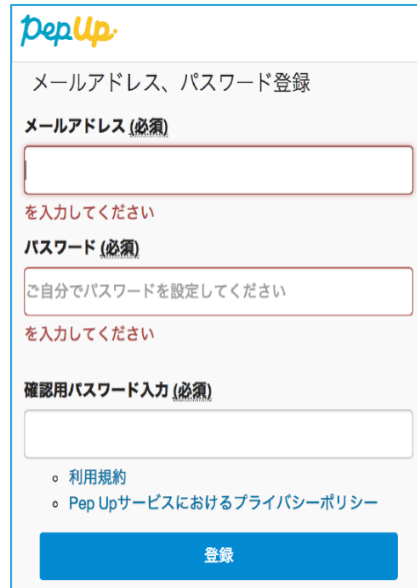 PepUp
メールアドレス、パスワード登録
メールアドレス (必須)
を入力してください
パスワード (必須)
ご自分でパスワードを設定してください
を入力してください
確認用パスワード入力 (必須)
利用規約
Pep Upサービスにおけるプライバシーポリシー
登録